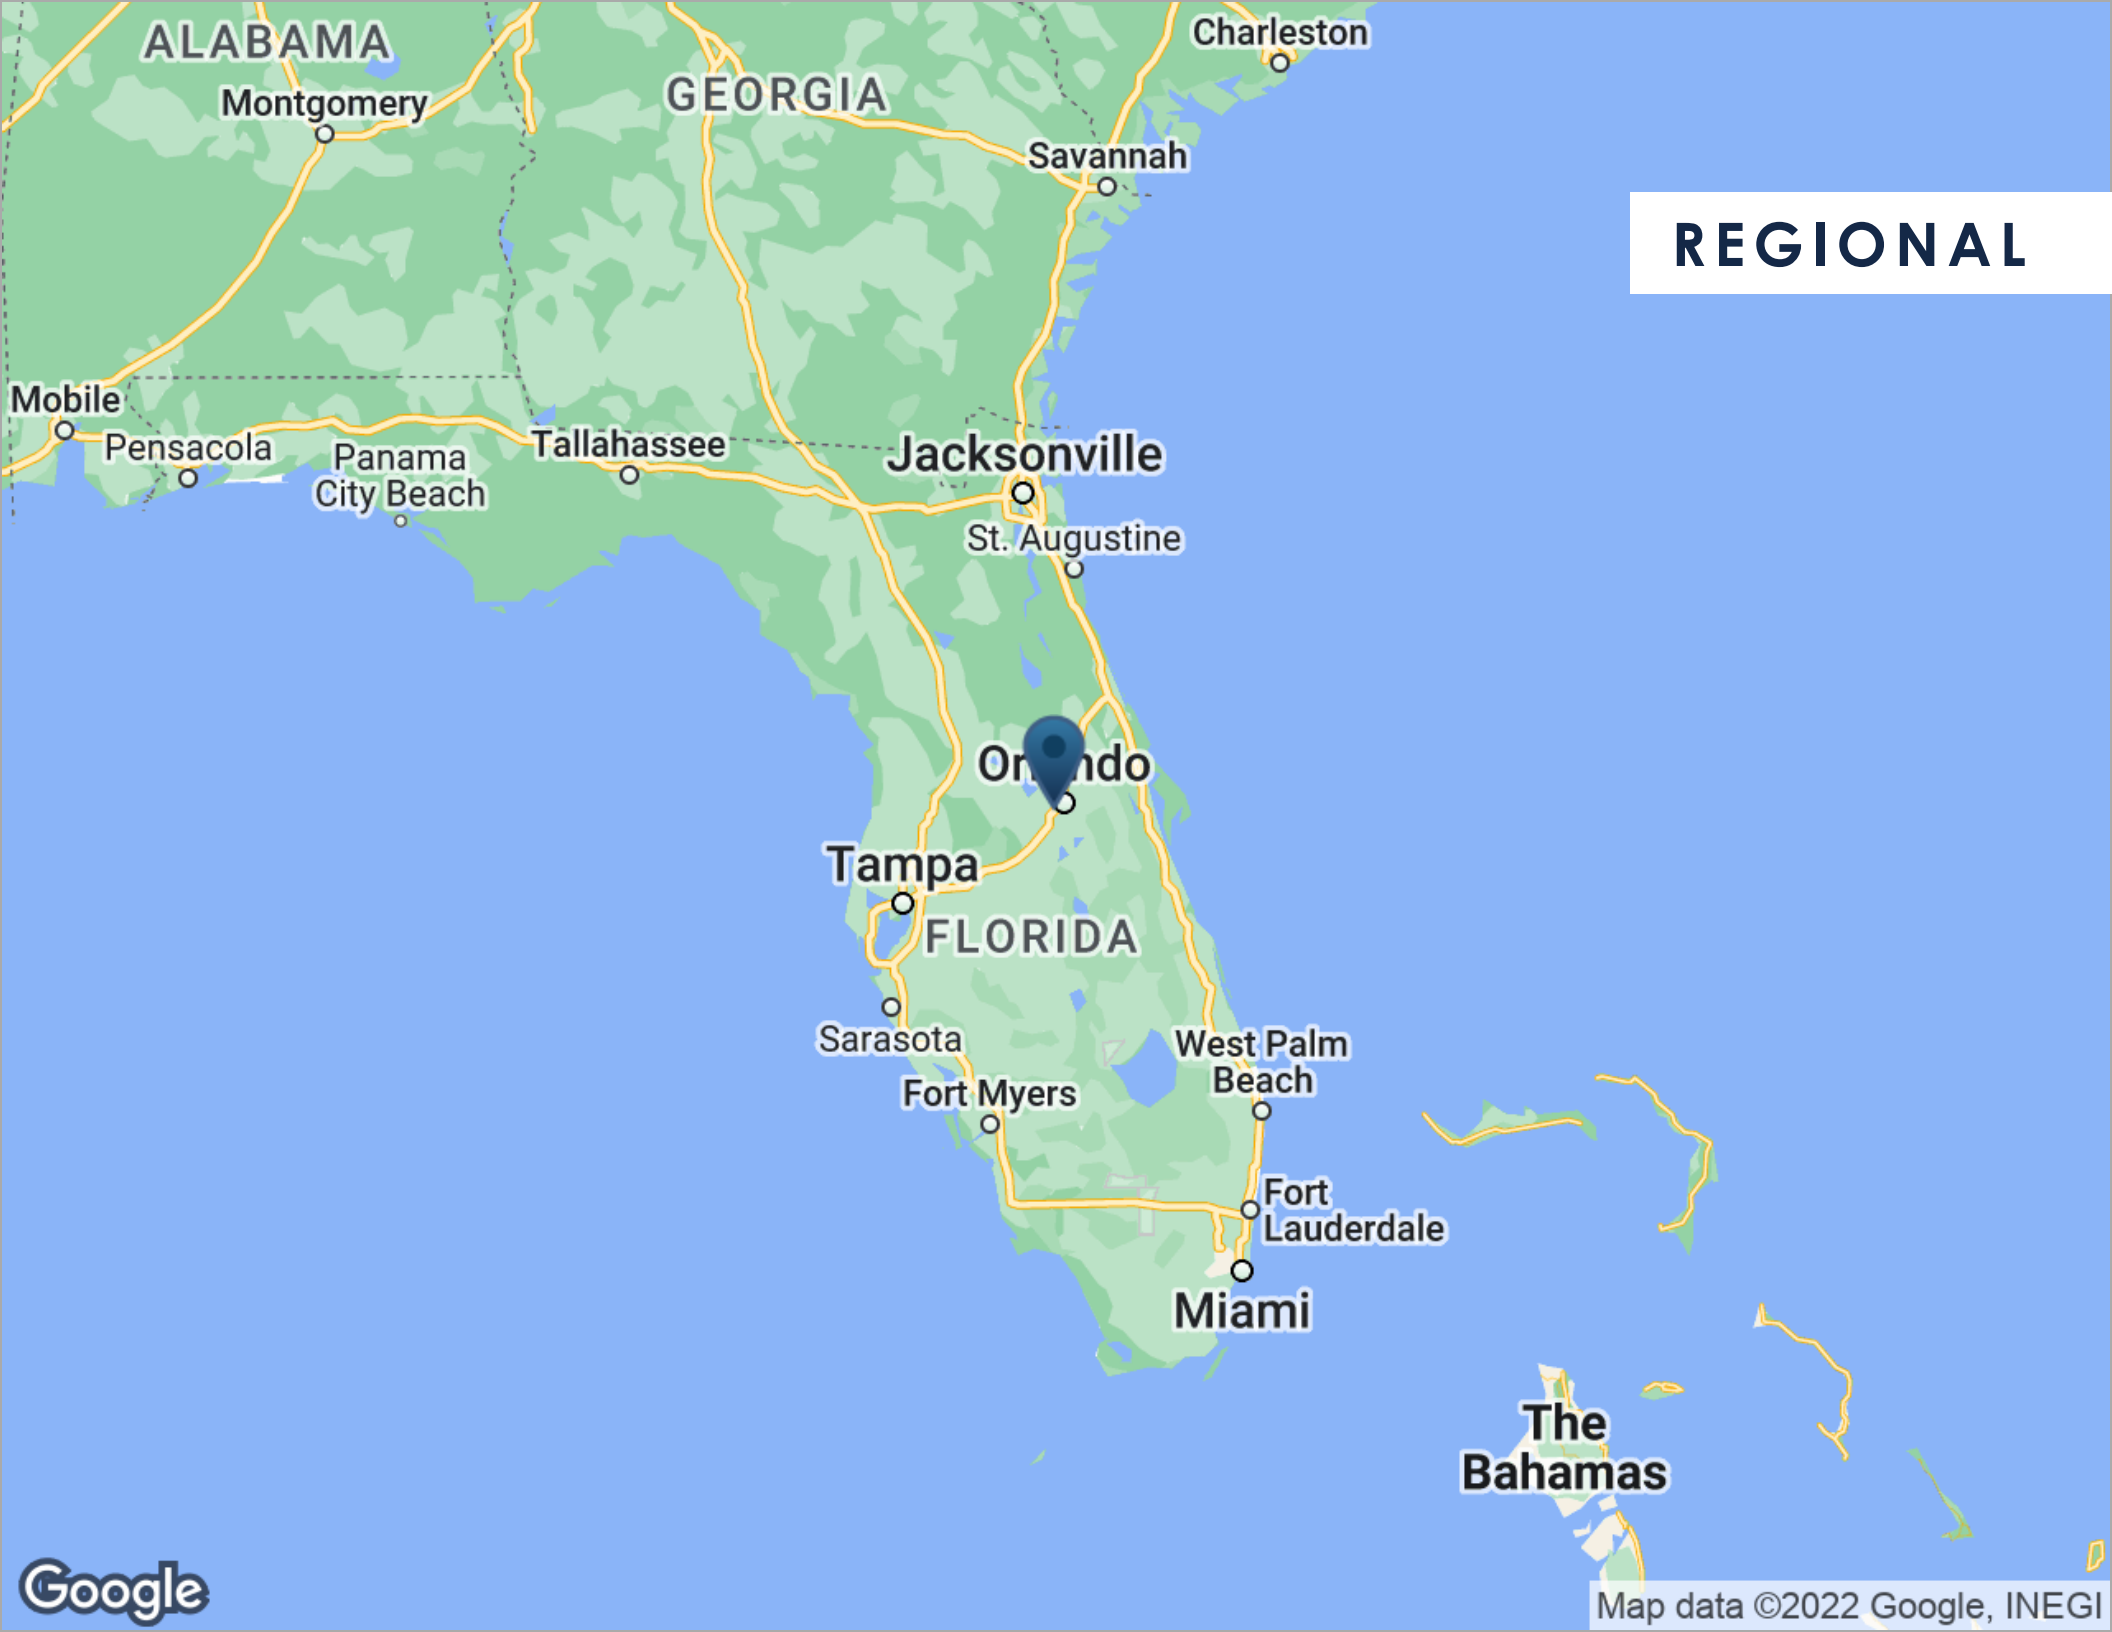 ALABAMA
Charleston
GEORGIA
Montgomery
Savannah
REGIONAL
Mobile
Pensacola
Panama
City Beach
Tallahassee
Jacksonville
St. Augustine
Tampa
FLORIDA
Sarasota
West Palm
Beach
Fort Myers
Fort
Lauderdale
Miami
The
Bahamas
Google
Map data ©2022 Google, INEGI